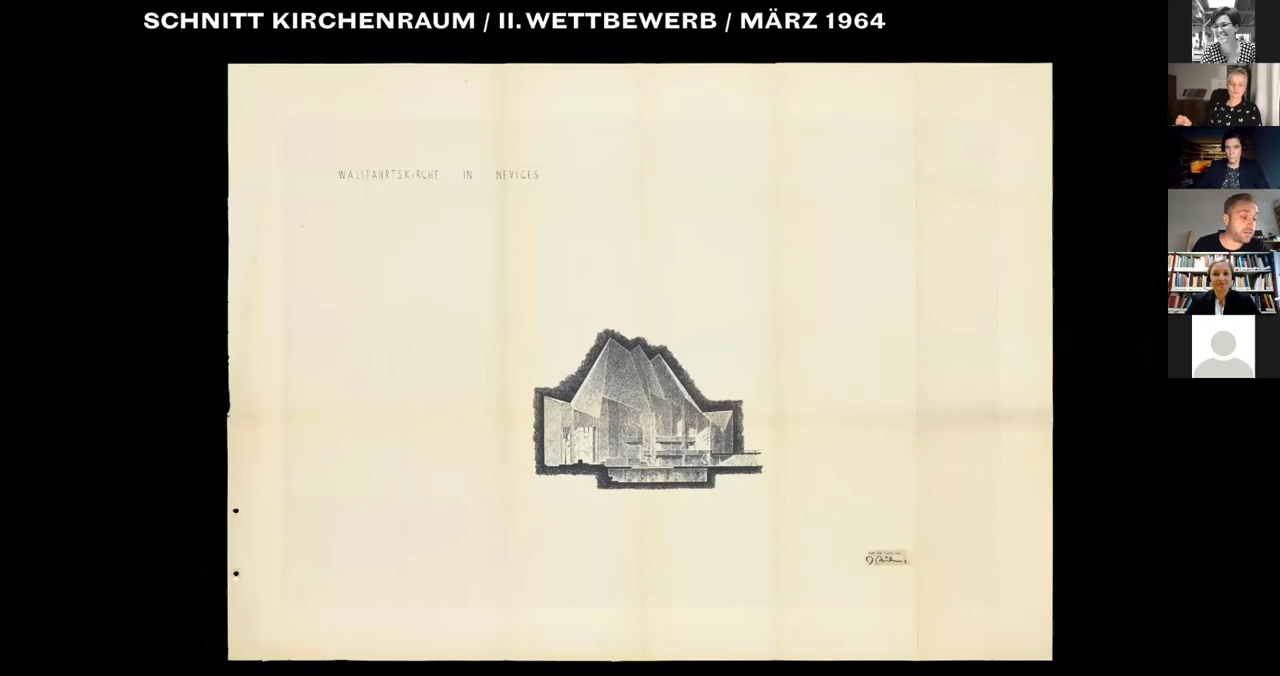 SCHNITT KIRCHENRAUM / II. WETTBEWERB / MÄRZ 1964
WALLFAHRTSKIRCHE IN NEVIGES